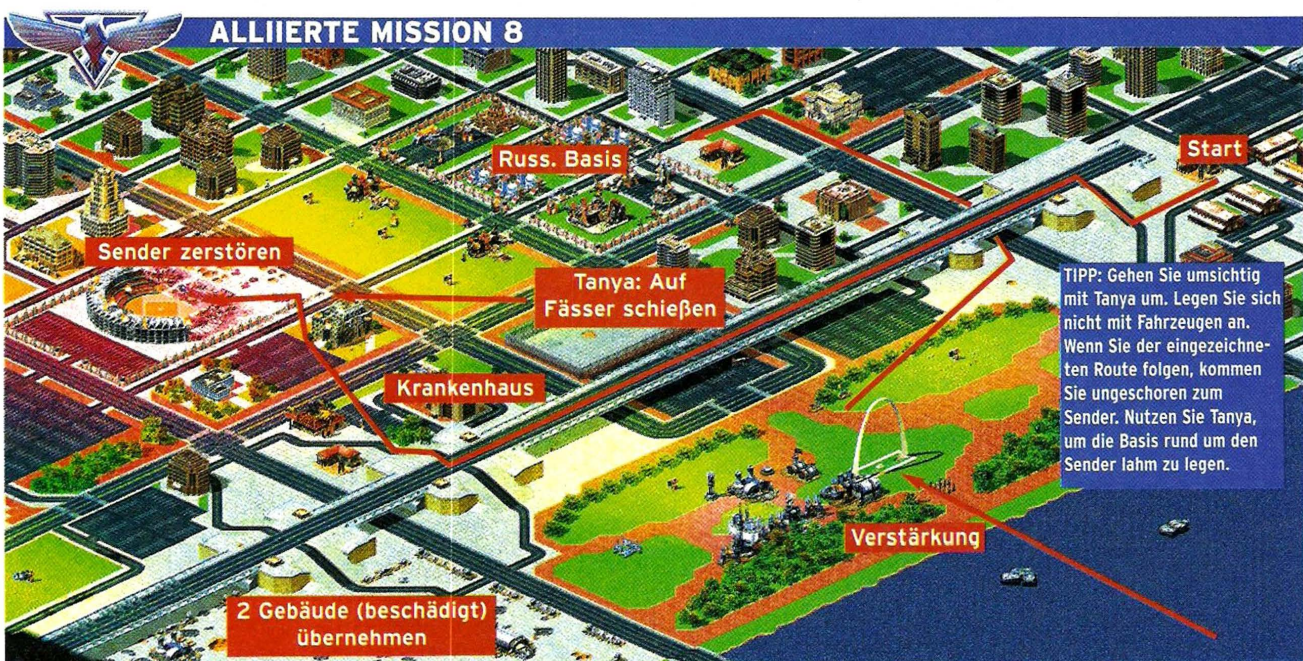 ALLIIERTE MISSION 8
Russ. Basis
Start
Sender zerstören
Tanya: Auf
Fässer schießen
TIPP: Gehen Sie umsichtig
mit Tanya um. Legen Sie sich
nicht mit Fahrzeugen an.
Wenn Sie der eingezeichne-
ten Route folgen, kommen
Sie ungeschoren zum
Sender. Nutzen Sie Tanya,
um die Basis rund um den
Sender lahm zu legen.
Krankenhaus
Verstärkung
2 Gebäude (beschädigt)
übernehmen